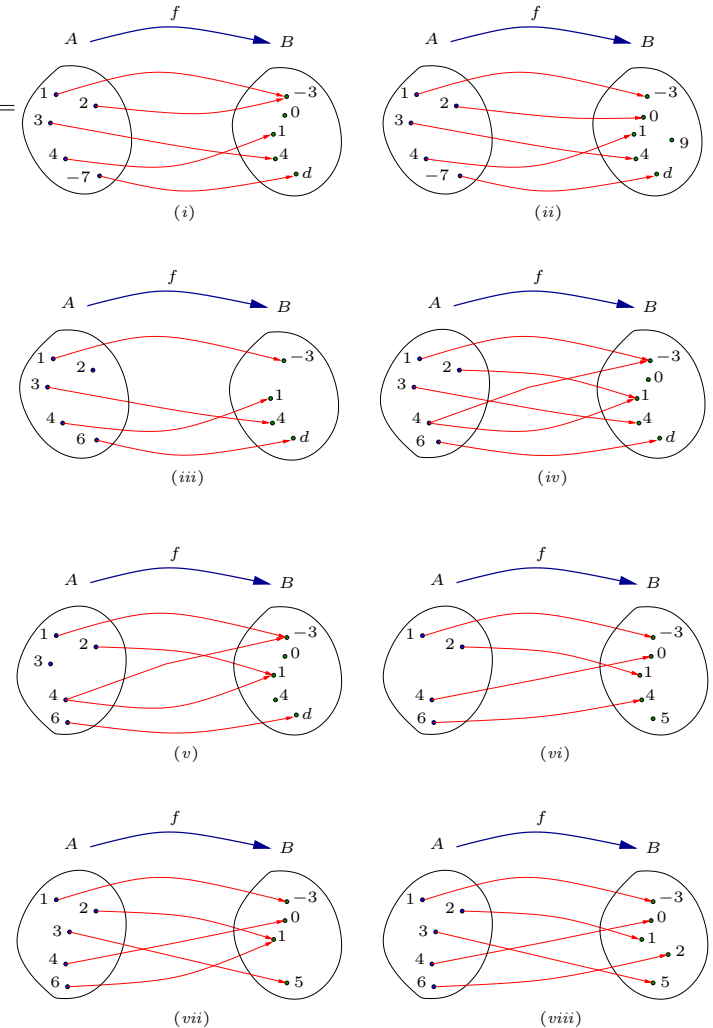 f f
A B A B
=
1 −3 1 −3
2 0 2 0
3 1 3 1 9
4 4 4 4
−7 d −7 d
(i) (ii)
f f
A B A B
1 −3 1 −3
2 2 0
3 1 3 1
4 4 4 4
6 d 6 d
(iii) (iv)
f f
A B A B
1 −3 1 −3
2 0 2 0
3 1 1
4 4 4 4
6 d 6 5
(v) (vi)
f f
A B A B
1 −3 1 −3
2 0 2 0
3 1 3 1
4 4 2
6 5 6 5
(vii) (viii)